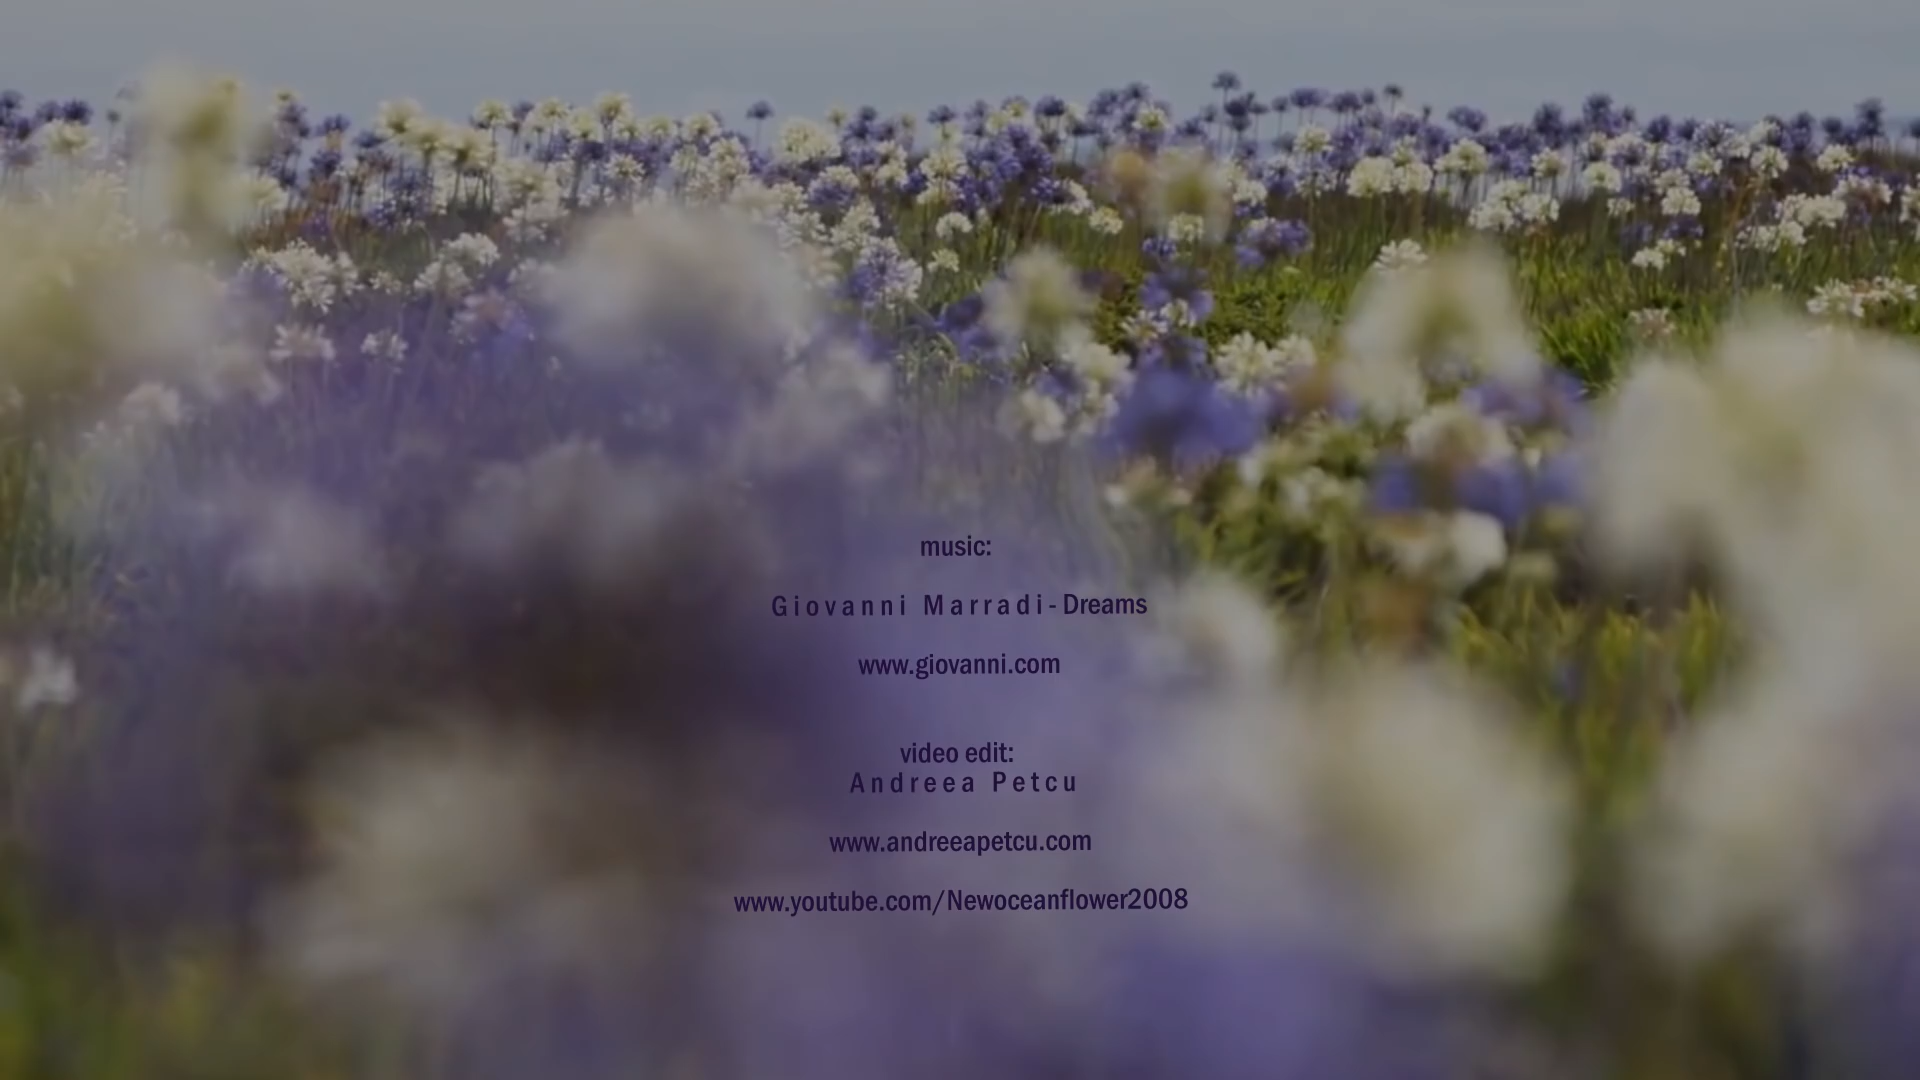 music:
Giovanni Marradi - Dreams
www.giovanni.com
video edit:
Andreea Petcu
www.andreeapetcu.com
www.youtube.com/Newoceanflower2008